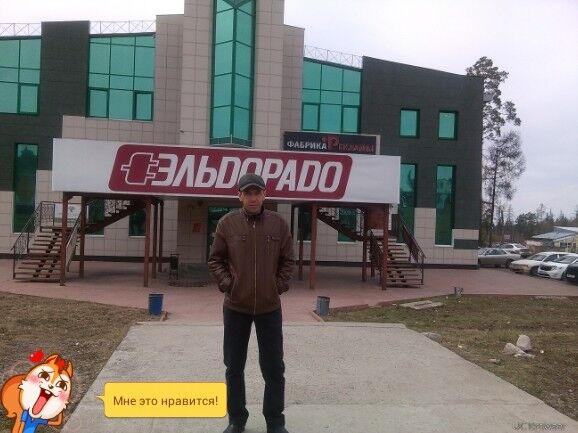 ФАБРИКА РЕКЛАМЫ
ЭЛЬДОРАДО
Мне это нравится!